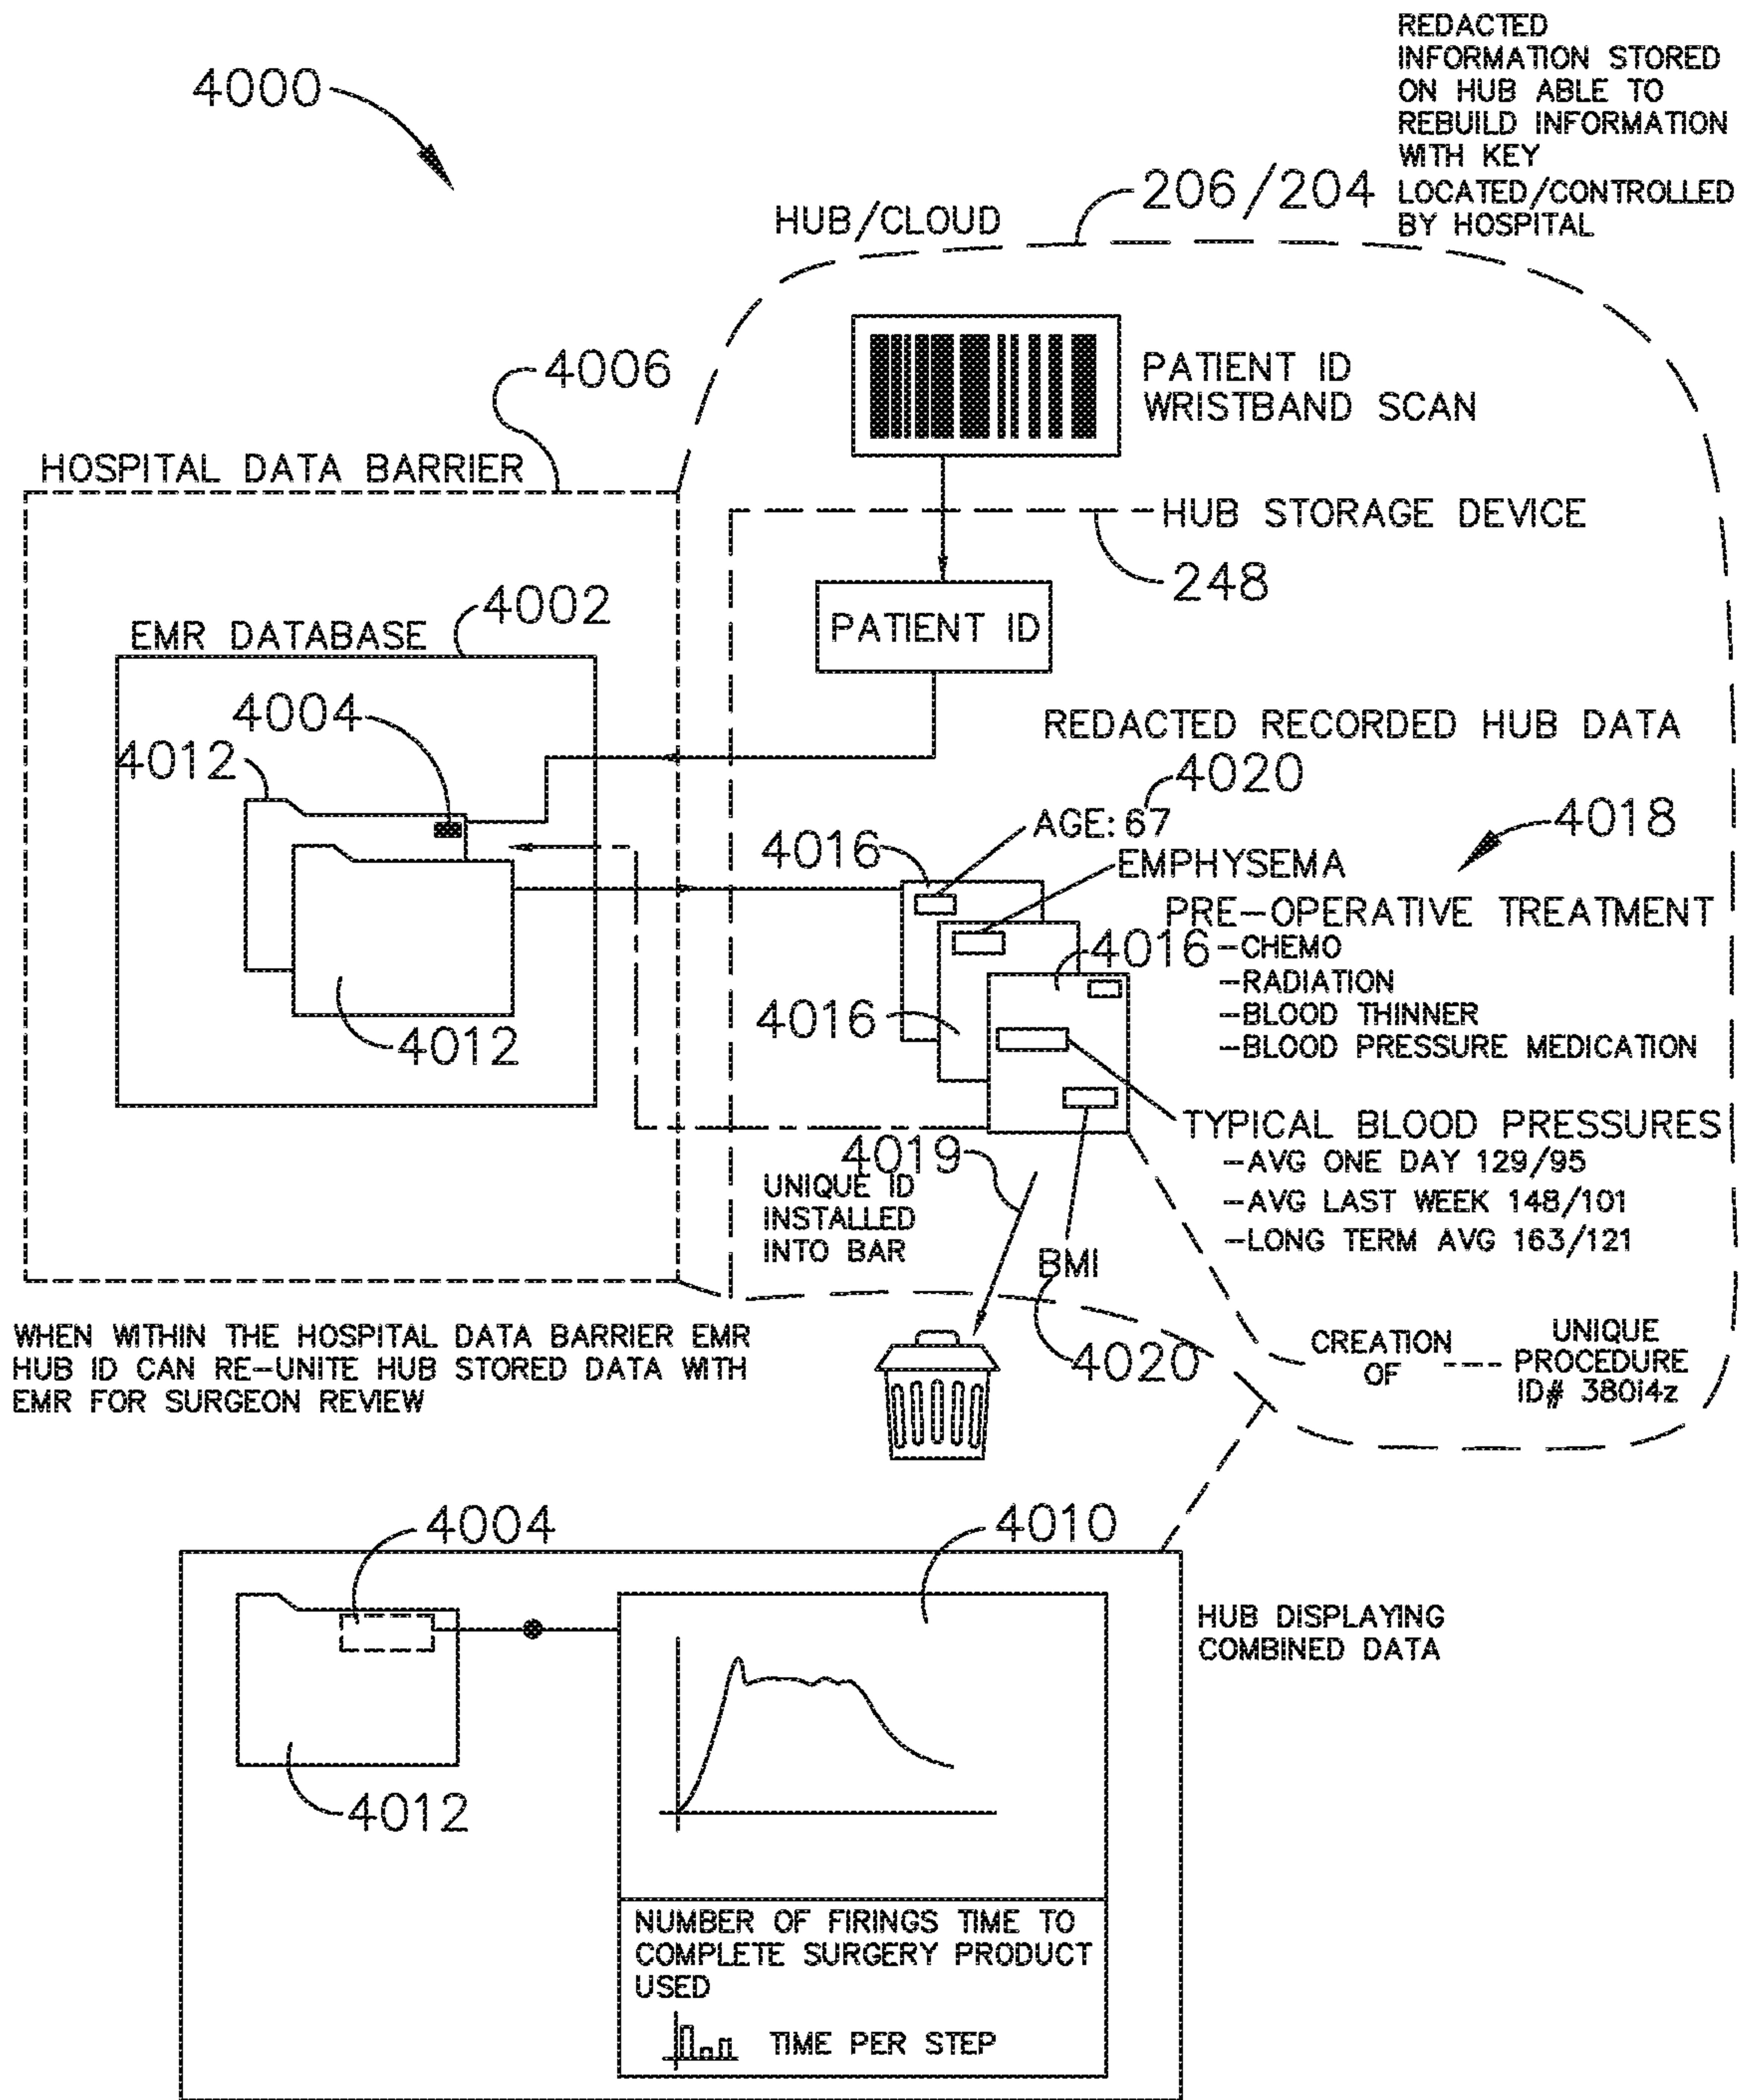 4000
REDACTED
INFORMATION STORED
ON HUB ABLE TO
REBUILD INFORMATION
WITH KEY
LOCATED/CONTROLLED
BY HOSPITAL
206/204
HUB/CLOUD
PATIENT ID
WRISTBAND SCAN
4006
HOSPITAL DATA BARRIER
HUB STORAGE DEVICE
248
4002
EMR DATABASE
PATIENT ID
4004
4012
4012
REDACTED RECORDED HUB DATA
4020
AGE: 67
4018
4016
EMPHYSEMA
PRE-OPERATIVE TREATMENT
4016
-CHEMO
-RADIATION
-BLOOD THINNER
-BLOOD PRESSURE MEDICATION
4016
TYPICAL BLOOD PRESSURES
-AVG ONE DAY 129/95
-AVG LAST WEEK 148/101
-LONG TERM AVG 163/121
4019
UNIQUE ID
INSTALLED
INTO BAR
BMI
4020
CREATION
OF
UNIQUE
PROCEDURE
ID# 38014z
WHEN WITHIN THE HOSPITAL DATA BARRIER EMR
HUB ID CAN RE-UNITE HUB STORED DATA WITH
EMR FOR SURGEON REVIEW
4004
4010
4012
HUB DISPLAYING
COMBINED DATA
NUMBER OF FIRINGS TIME TO
COMPLETE SURGERY PRODUCT
USED
TIME PER STEP